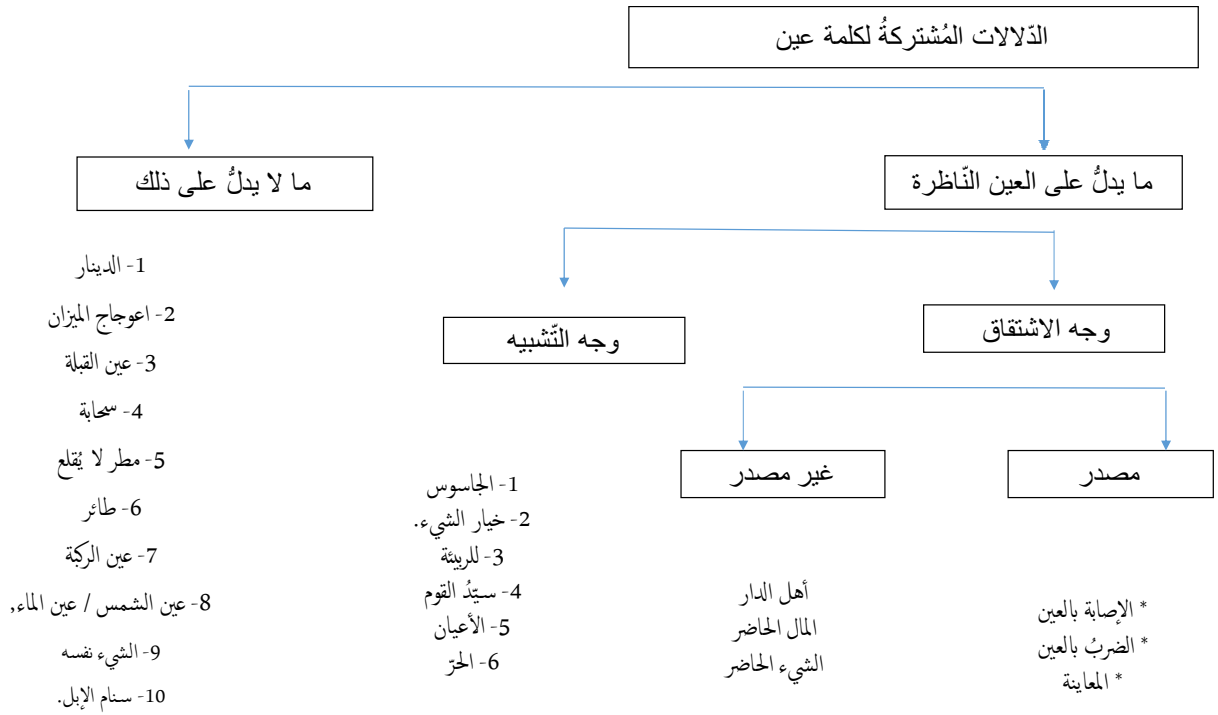 الدّلالات المُشتركةُ لكلمة عين
ما يدلُّ على العين النّاظرة
ما لا يدلُّ على ذلك
وجه الاشتقاق
وجه التّشبيه
مصدر
غير مصدر
* الإصابة بالعين
* الضربُ بالعين
* المعاينة
أهل الدار
المال الحاضر
الشيء الحاضر
1- الجاسوس
2- خيار الشيء.
3- للربيئة
4- سيّدُ القوم
5- الأعيان
6- الحرّ
1- الدينار
2- اعوجاج الميزان
3- عين القبلة
4- سحابة
5- مطر لا يُقلع
6- طائر
7- عين الركبة
8- عين الشمس / عين الماء,
9- الشيء نفسه
10- سنام الإبل.